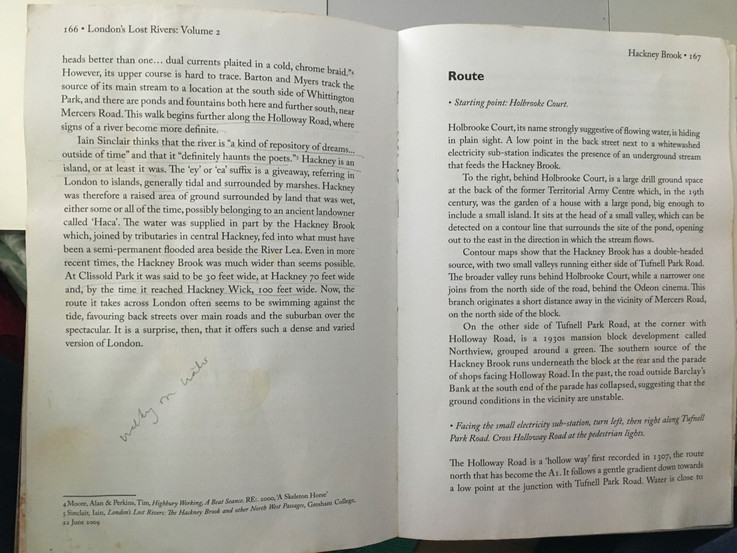 166 • London's Lost Rivers: Volume 2
heads better than one… dual currents plaited in a cold, chrome braid."4
However, its upper course is hard to trace. Barton and Myers track the
source of its main stream to a location at the south side of Whittington
Park, and there are ponds and fountains both here and further south, near
Mercers Road. This walk begins further along the Holloway Road, where
signs of a river become more definite.
Iain Sinclair thinks that the river is "a kind of repository of dreams…
outside of time" and that it "definitely haunts the poets."5 Hackney is an
island, or at least it was. The 'ey' or 'ea' suffix is a giveaway, referring in
London to islands, generally tidal and surrounded by marshes. Hackney
was therefore a raised area of ground surrounded by land that was wet,
either some or all of the time, possibly belonging to an ancient landowner
called 'Haca'. The water was supplied in part by the Hackney Brook
which, joined by tributaries in central Hackney, fed into what must have
been a semi-permanent flooded area beside the River Lea. Even in more
recent times, the Hackney Brook was much wider than seems possible.
At Clissold Park it was said to be 30 feet wide, at Hackney 70 feet wide
and, by the time it reached Hackney Wick, 100 feet wide. Now, the
route it takes across London often seems to be swimming against the
tide, favouring back streets over main roads and the suburban over the
spectacular. It is a surprise, then, that it offers such a dense and varied
version of London.
walking on water
4 Moore, Alan & Perkins, Tim, Highbury Working, A Beat Seance, RE:. 2000, 'A Skeleton Horse'
5 Sinclair, Iain, London's Lost Rivers: The Hackney Brook and other North West Passages, Gresham College,
22 June 2009
Hackney Brook • 167
Route
• Starting point: Holbrooke Court.
Holbrooke Court, its name strongly suggestive of flowing water, is hiding
in plain sight. A low point in the back street next to a whitewashed
electricity sub-station indicates the presence of an underground stream
that feeds the Hackney Brook.
To the right, behind Holbrooke Court, is a large drill ground space
at the back of the former Territorial Army Centre which, in the 19th
century, was the garden of a house with a large pond, big enough to
include a small island. It sits at the head of a small valley, which can be
detected on a contour line that surrounds the site of the pond, opening
out to the east in the direction in which the stream flows.
Contour maps show that the Hackney Brook has a double-headed
source, with two small valleys running either side of Tufnell Park Road.
The broader valley runs behind Holbrook Court, while a narrower one
joins from the north side of the road, behind the Odeon cinema. This
branch originates a short distance away in the vicinity of Mercers Road,
on the north side of the block.
On the other side of Tufnell Park Road, at the corner with
Holloway Road, is a 1930s mansion block development called
Northview, grouped around a green. The southern source of the
Hackney Brook runs underneath the block at the rear and the parade
of shops facing Holloway Road. In the past, the road outside Barclay's
Bank at the south end of the parade has collapsed, suggesting that the
ground conditions in the vicinity are unstable.
• Facing the small electricity sub-station, turn left, then right along Tufnell
Park Road. Cross Holloway Road at the pedestrian lights.
The Holloway Road is a 'hollow way' first recorded in 1307, the route
north that has become the A1. It follows a gentle gradient down towards
a low point at the junction with Tufnell Park Road. Water is close to